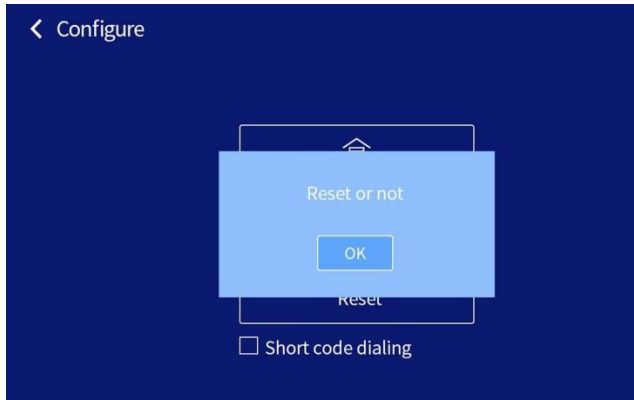 Configure
Reset or not
OK
Reset
Short code dialing